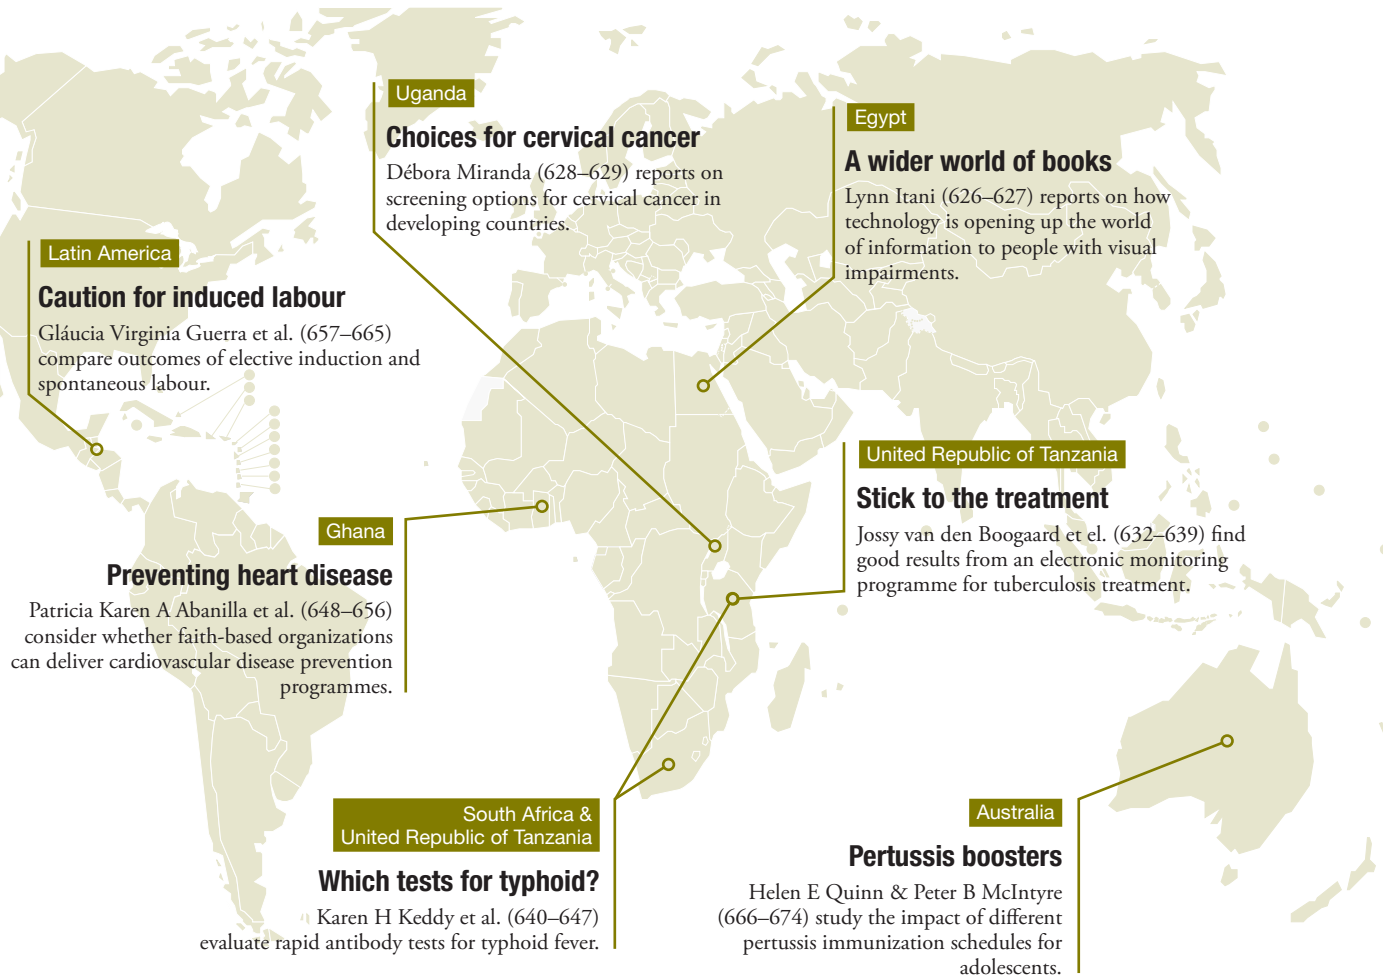 Uganda
Choices for cervical cancer
Débora Miranda (628–629) reports on
screening options for cervical cancer in
developing countries.
Egypt
A wider world of books
Lynn Itani (626–627) reports on how
technology is opening up the world
of information to people with visual
impairments.
Latin America
Caution for induced labour
Gláucia Virginia Guerra et al. (657–665)
compare outcomes of elective induction and
spontaneous labour.
United Republic of Tanzania
Stick to the treatment
Jossy van den Boogaard et el. (632–639) find
good results from an electronic monitoring
programme for tuberculosis treatment.
Ghana
Preventing heart disease
Patricia Karen A Abanilla et al. (648–656)
consider whether faith-based organizations
can deliver cardiovascular disease prevention
programmes.
South Africa &
United Republic of Tanzania
Which tests for typhoid?
Karen H Keddy et al. (640–647)
evaluate rapid antibody tests for typhoid fever.
Australia
Pertussis boosters
Helen E Quinn & Peter B McIntyre
(666–674) study the impact of different
pertussis immunization schedules for
adolescents.